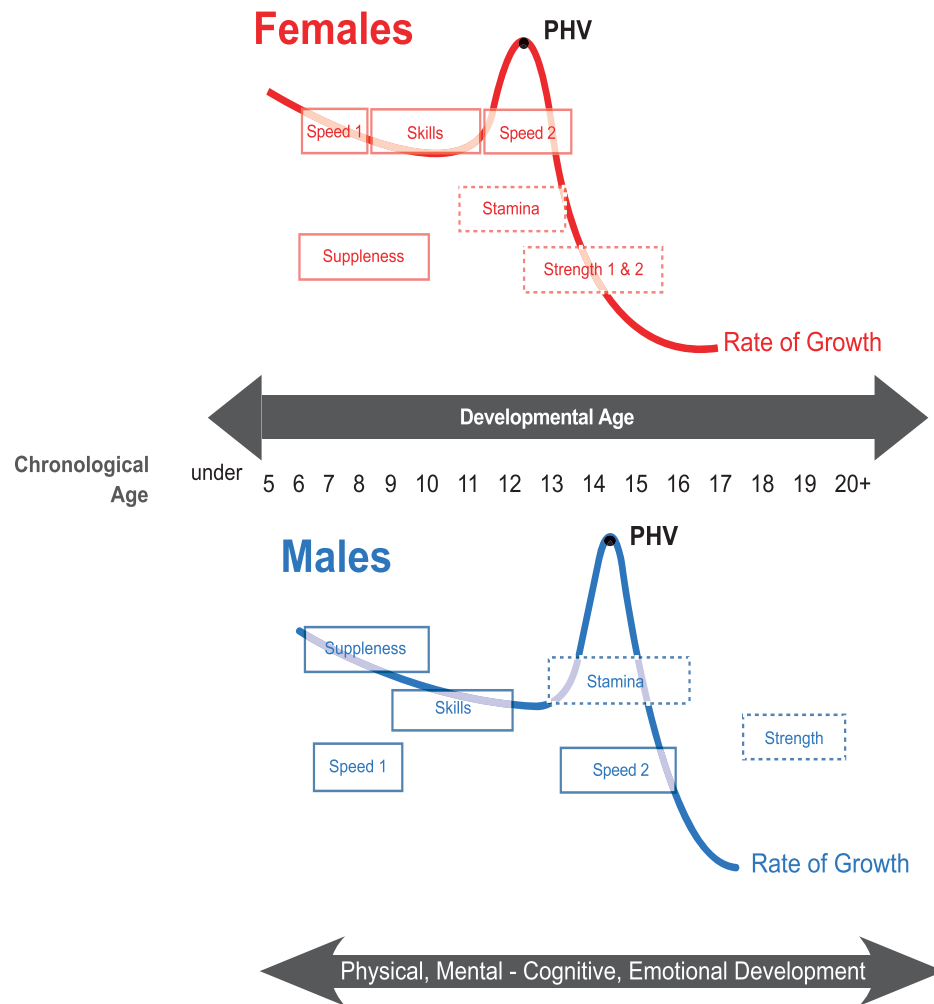 Females
PHV
Speed 1
Skills
Speed 2
Stamina
Suppleness
Strength 1 & 2
Rate of Growth
Developmental Age
Chronological
Age
under
5 6 7 8 9 10 11 12 13 14 15 16 17 18 19 20+
Males
PHV
Suppleness
Stamina
Skills
Strength
Speed 1
Speed 2
Rate of Growth
Physical, Mental - Cognitive, Emotional Development